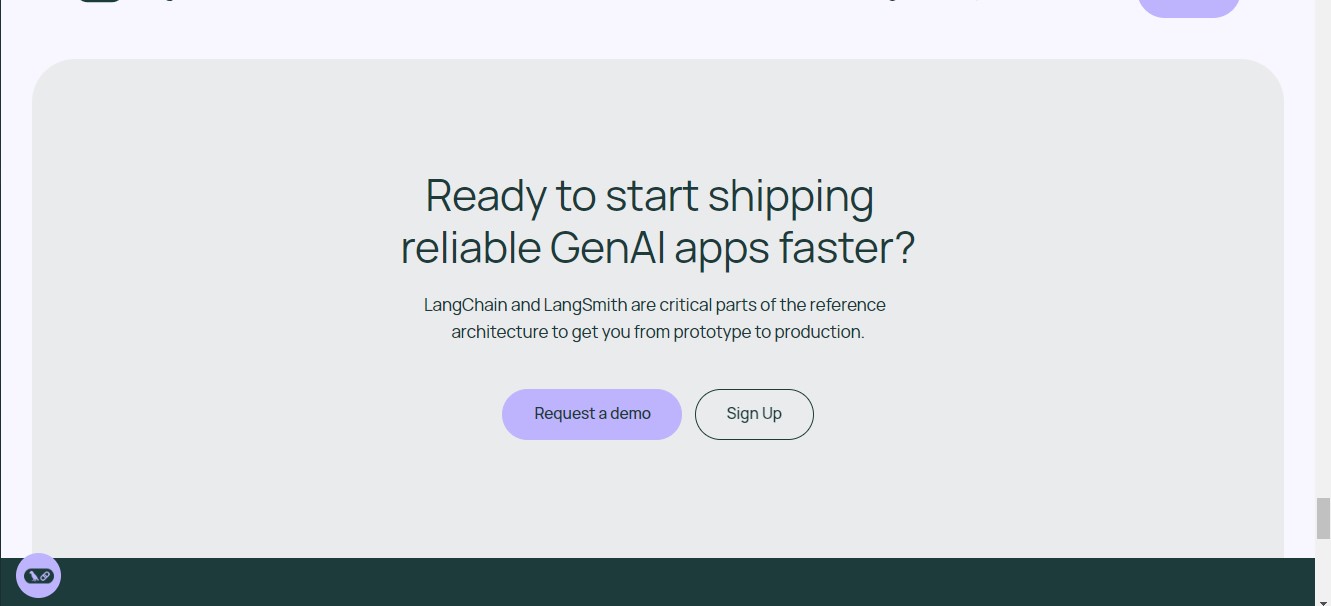 Ready to start shipping
reliable GenAI apps faster?
LangChain and LangSmith are critical parts of the reference
architecture to get you from prototype to production.
Request a demo
Sign Up